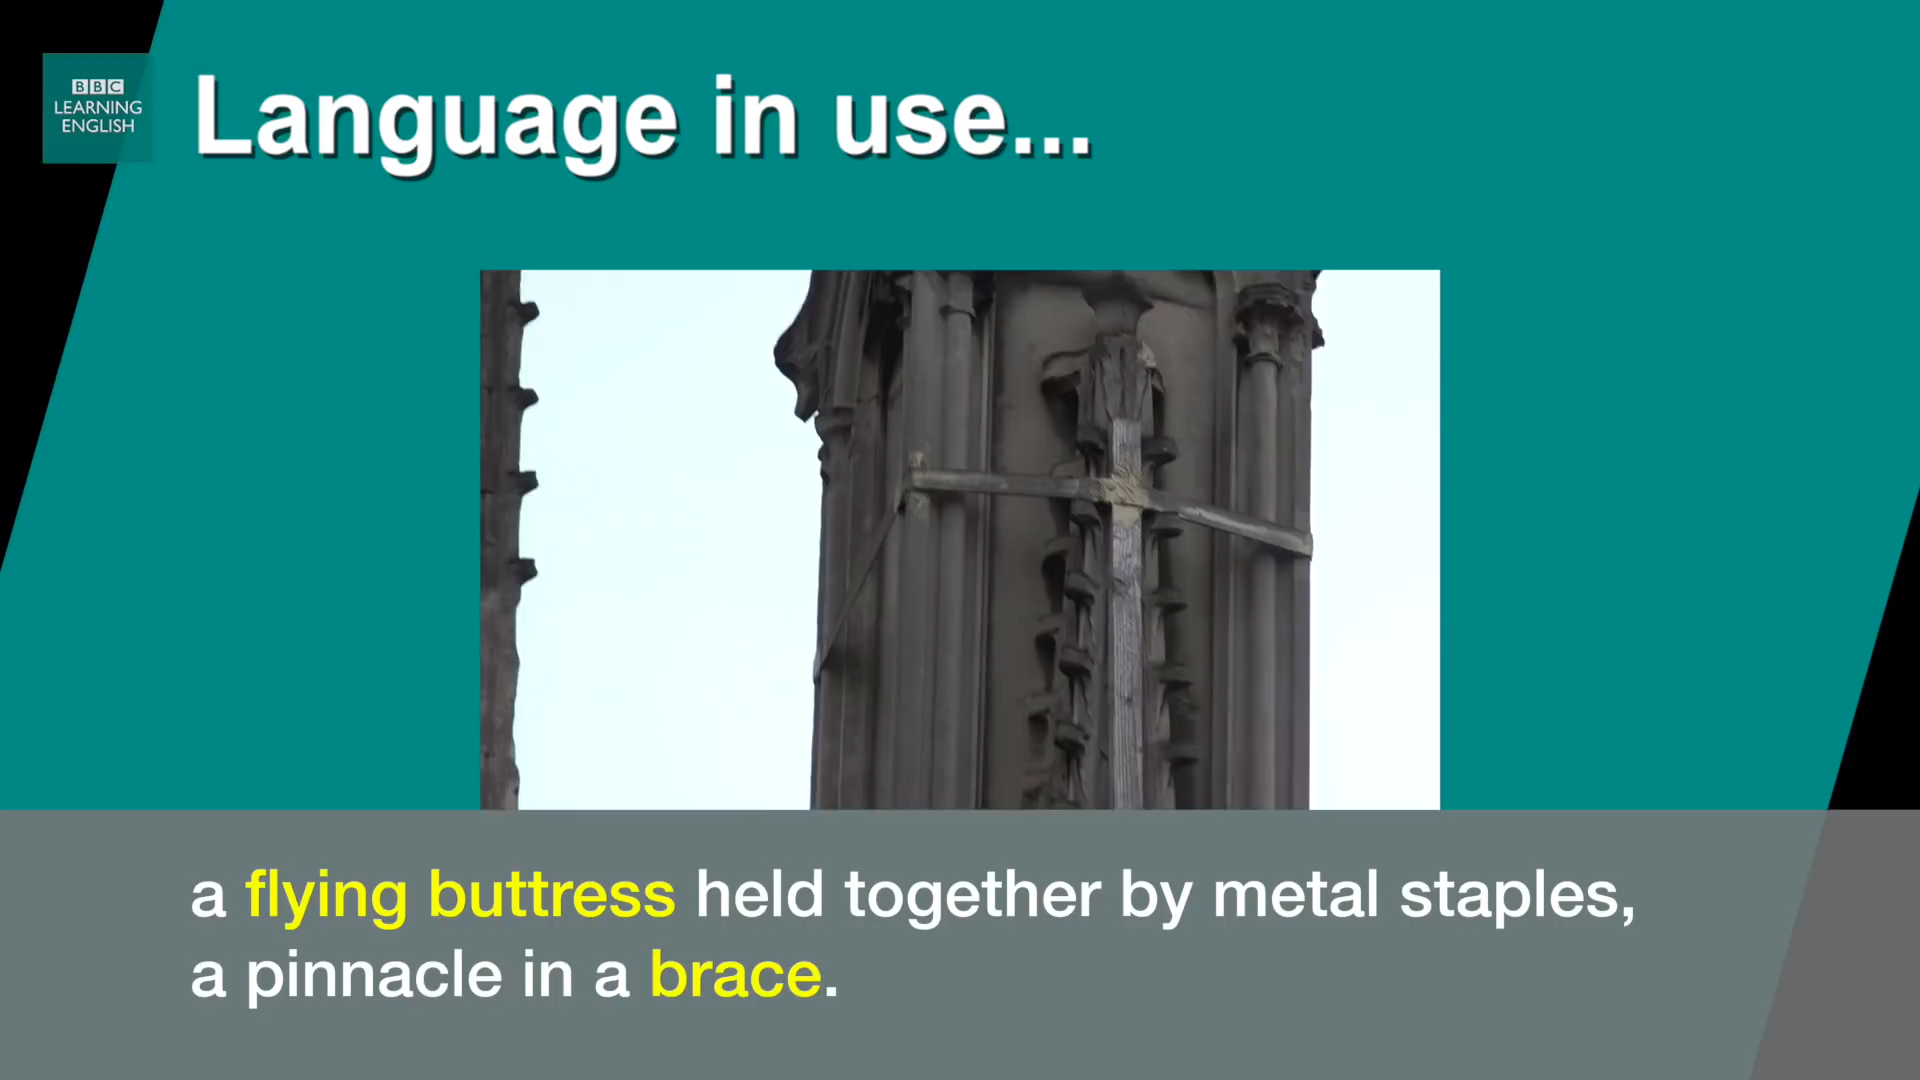 BBC
LEARNING
ENGLISH
Language in use...
a flying buttress held together by metal staples,
a pinnacle in a brace.